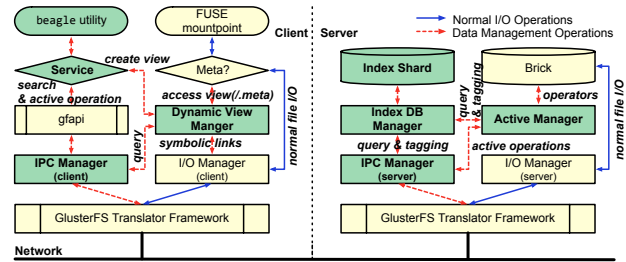 beagle utility
FUSE
mountpoint
Client
Server
Normal I/O Operations
Data Management Operations
create view
Service
Meta?
Index Shard
Brick
search
& active operation
access view(/.meta)
query
& tagging
operators
gfapi
Dynamic View
Manger
Index DB
Manager
Active Manager
normal file I/O
normal file I/O
query
symbolic links
query & tagging
active operations
IPC Manager
(client)
I/O Manager
(client)
IPC Manager
(server)
I/O Manager
(server)
GlusterFS Translator Framework
GlusterFS Translator Framework
Network